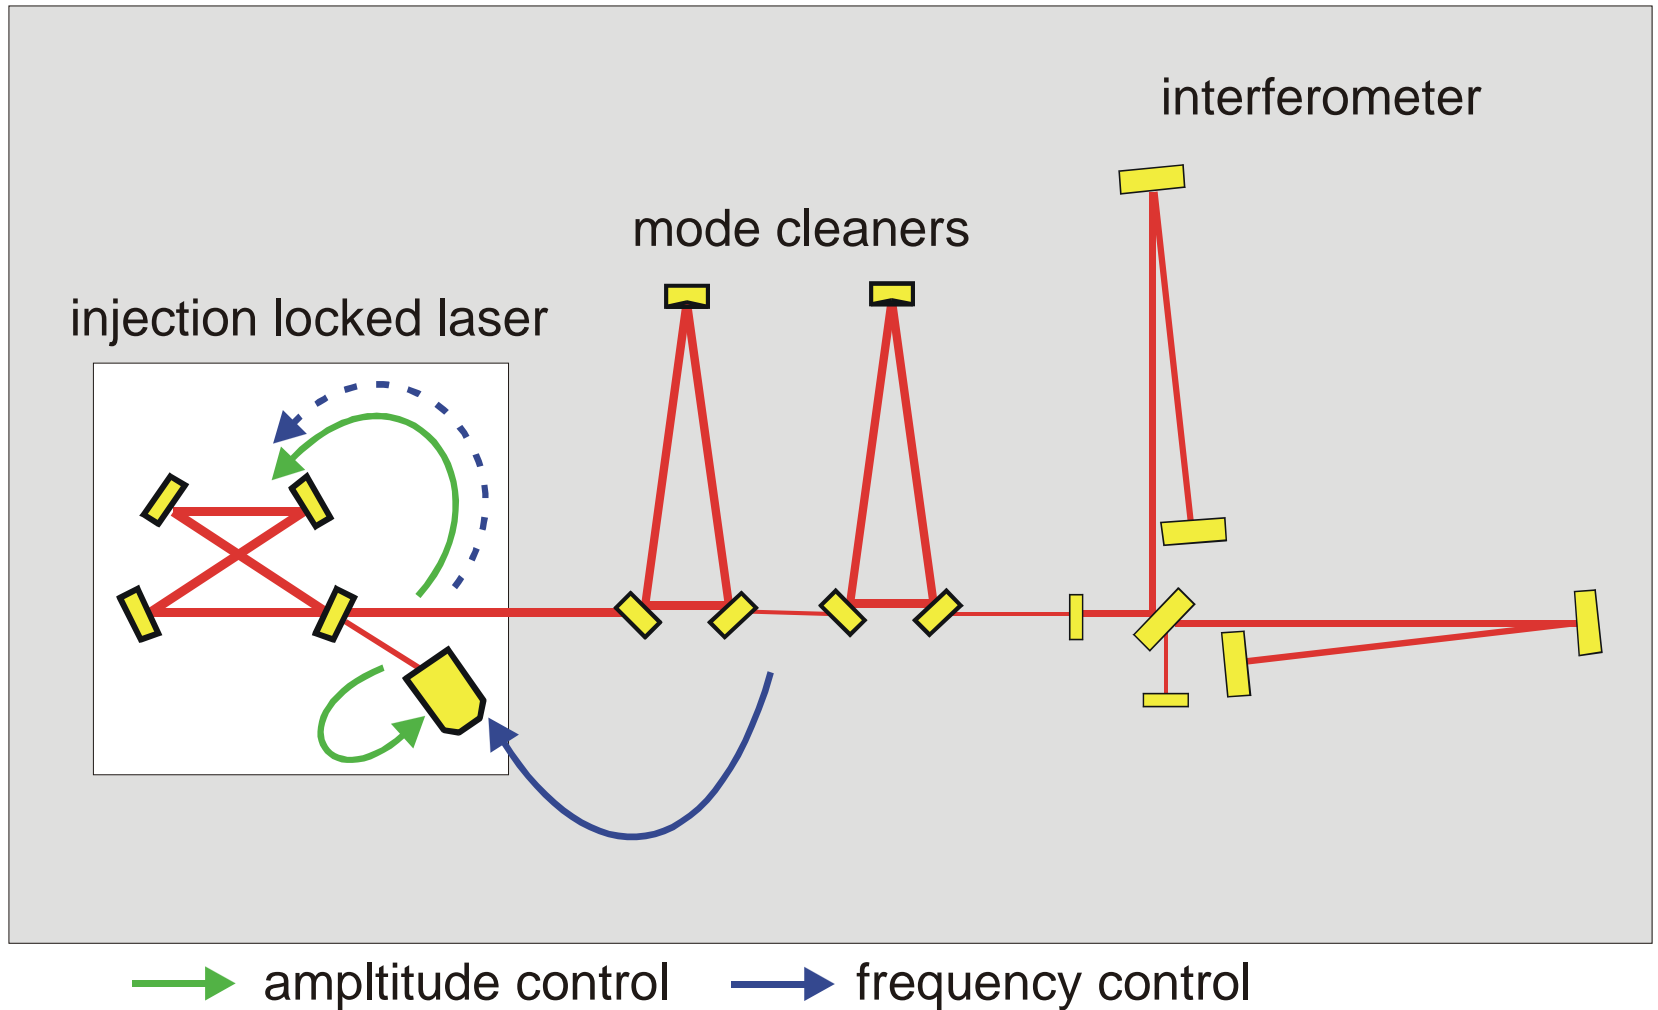 interferometer
mode cleaners
injection locked laser
ampltitude control
frequency control